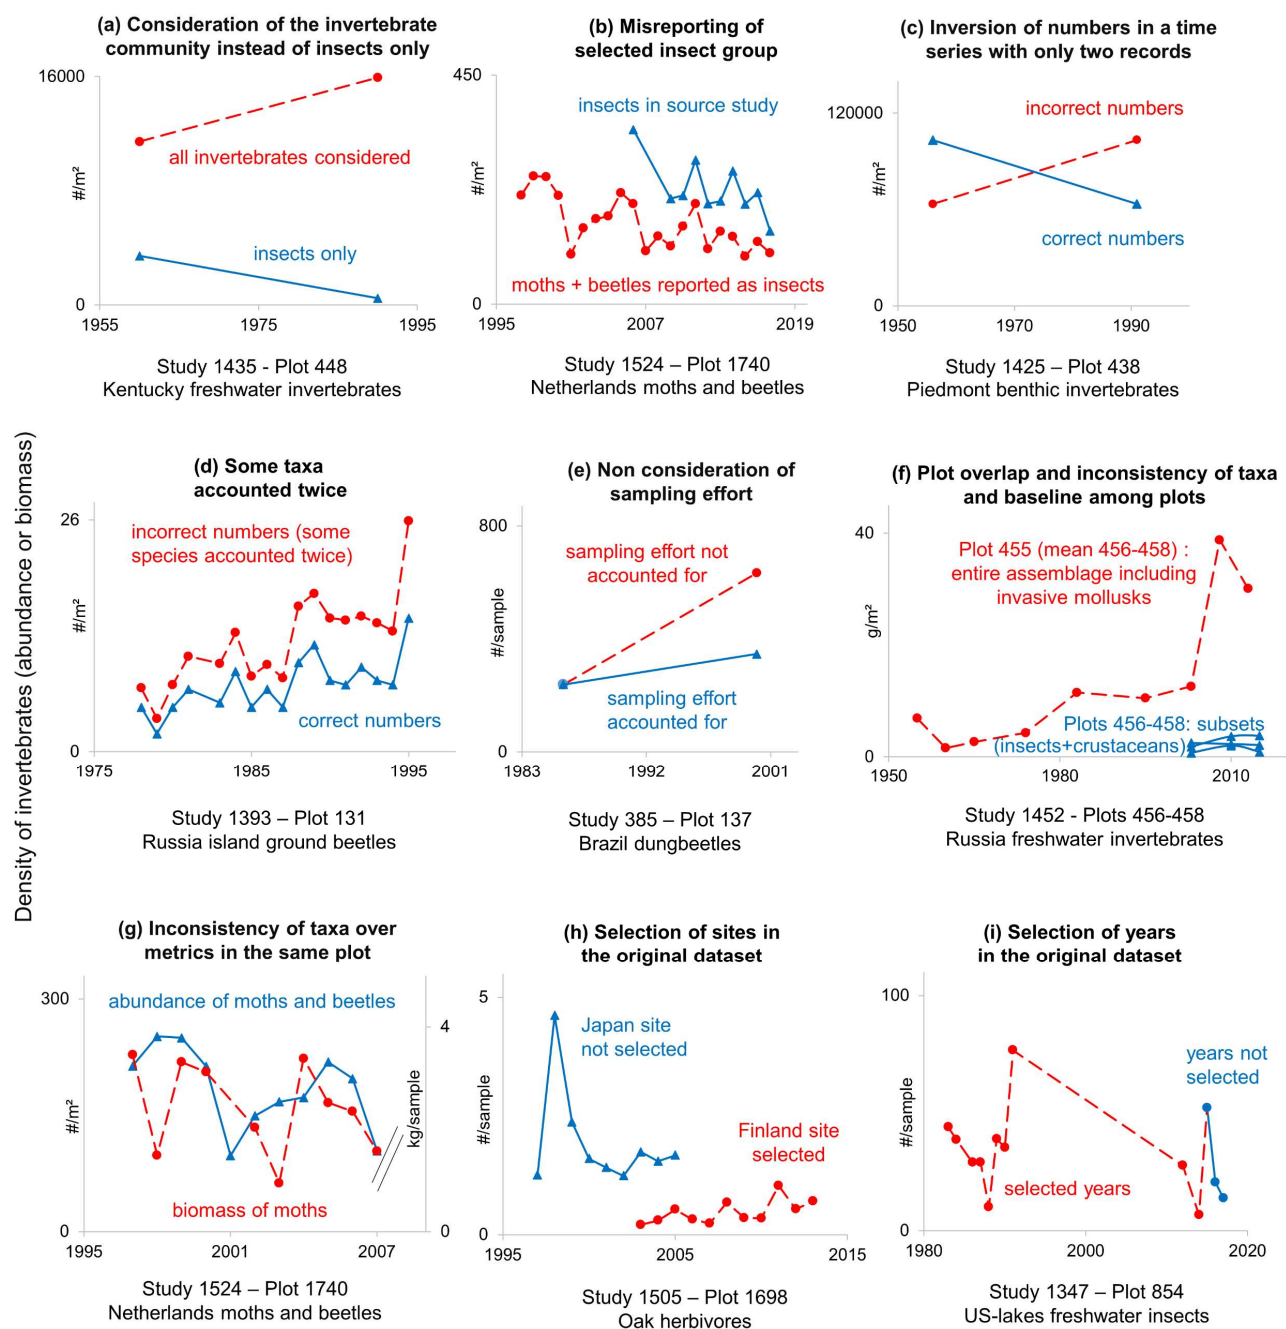 (a) Consideration of the invertebrate
community instead of insects only
16000
#/m²
all invertebrates considered
insects only
0
1955
1975
1995
Study 1435 - Plot 448
Kentucky freshwater invertebrates
(b) Misreporting of
selected insect group
450
insects in source study
#/m²
moths + beetles reported as insects
0
1995
2007
2019
Study 1524 – Plot 1740
Netherlands moths and beetles
(c) Inversion of numbers in a time
series with only two records
incorrect numbers
120000
#/m²
correct numbers
0
1950
1970
1990
Study 1425 – Plot 438
Piedmont benthic invertebrates
Density of invertebrates (abundance or biomass)
(d) Some taxa
accounted twice
26
incorrect numbers (some
species accounted twice)
#/m²
correct numbers
0
1975
1985
1995
Study 1393 – Plot 131
Russia island ground beetles
(e) Non consideration of
sampling effort
800
sampling effort not
accounted for
#/sample
sampling effort
accounted for
0
1983
1992
2001
Study 385 – Plot 137
Brazil dungbeetles
(f) Plot overlap and inconsistency of taxa
and baseline among plots
40
Plot 455 (mean 456-458) :
entire assemblage including
invasive mollusks
g/m²
Plots 456-458: subsets
(insects+crustaceans)
0
1950
1980
2010
Study 1452 - Plots 456-458
Russia freshwater invertebrates
(g) Inconsistency of taxa over
metrics in the same plot
300
abundance of moths and beetles
4
#/m²
kg/sample
biomass of moths
0
0
1995
2001
2007
Study 1524 – Plot 1740
Netherlands moths and beetles
(h) Selection of sites in
the original dataset
5
Japan site
not selected
#/sample
Finland site
selected
0
1995
2005
2015
Study 1505 – Plot 1698
Oak herbivores
(i) Selection of years
in the original dataset
100
years not
selected
#/sample
selected years
0
1980
2000
2020
Study 1347 – Plot 854
US-lakes freshwater insects